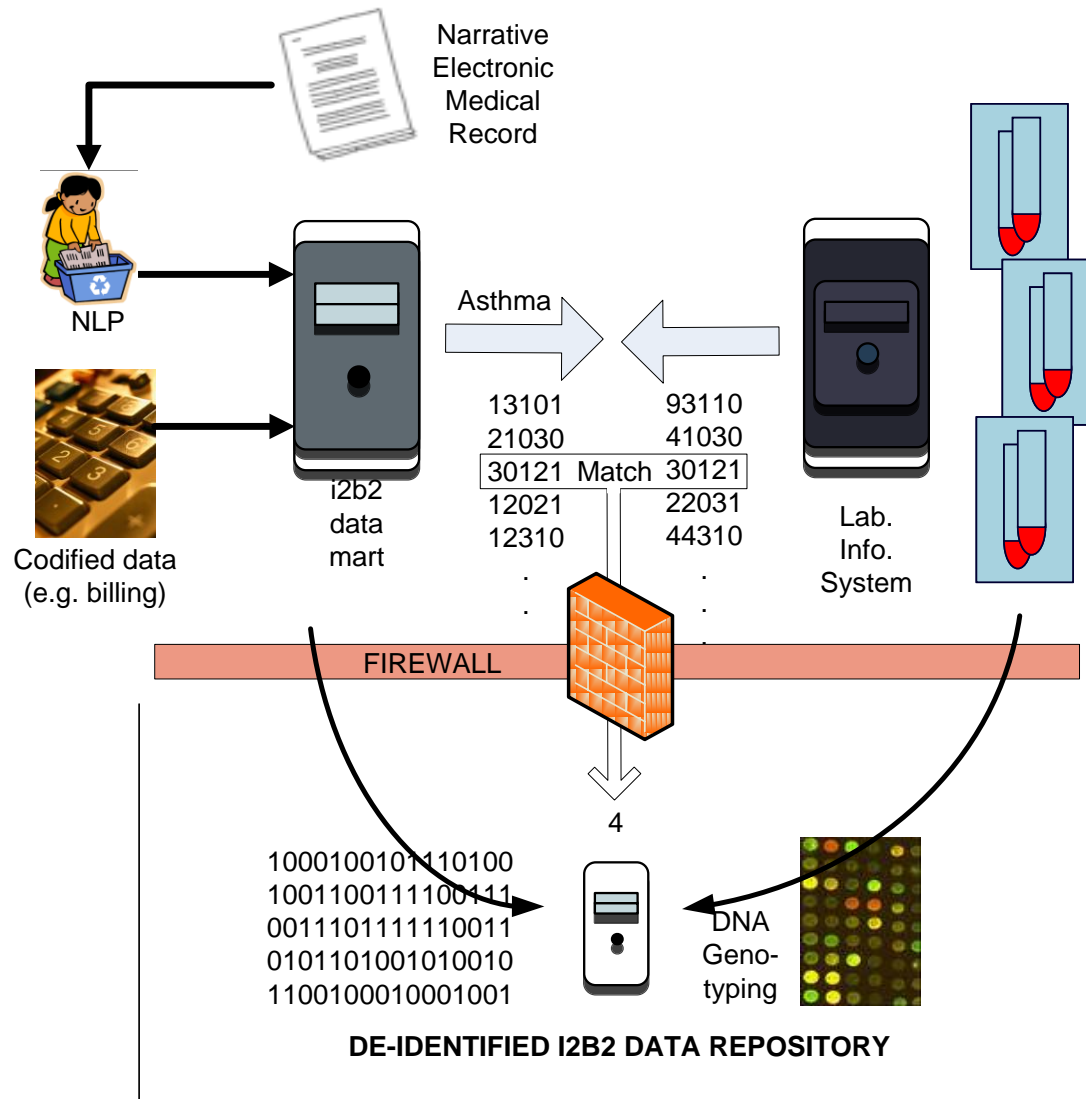 Narrative
Electronic
Medical
Record
NLP
Codified data
(e.g. billing)
i2b2
data
mart
Asthma
13101 93110
21030 41030
30121 Match 30121
12021 22031
12310 44310
. .
. .
.
Lab.
Info.
System
FIREWALL
4
1000100101110100
1001100111100111
0011101111110011
0101101001010010
1100100010001001
DNA
Geno-
typing
DE-IDENTIFIED I2B2 DATA REPOSITORY